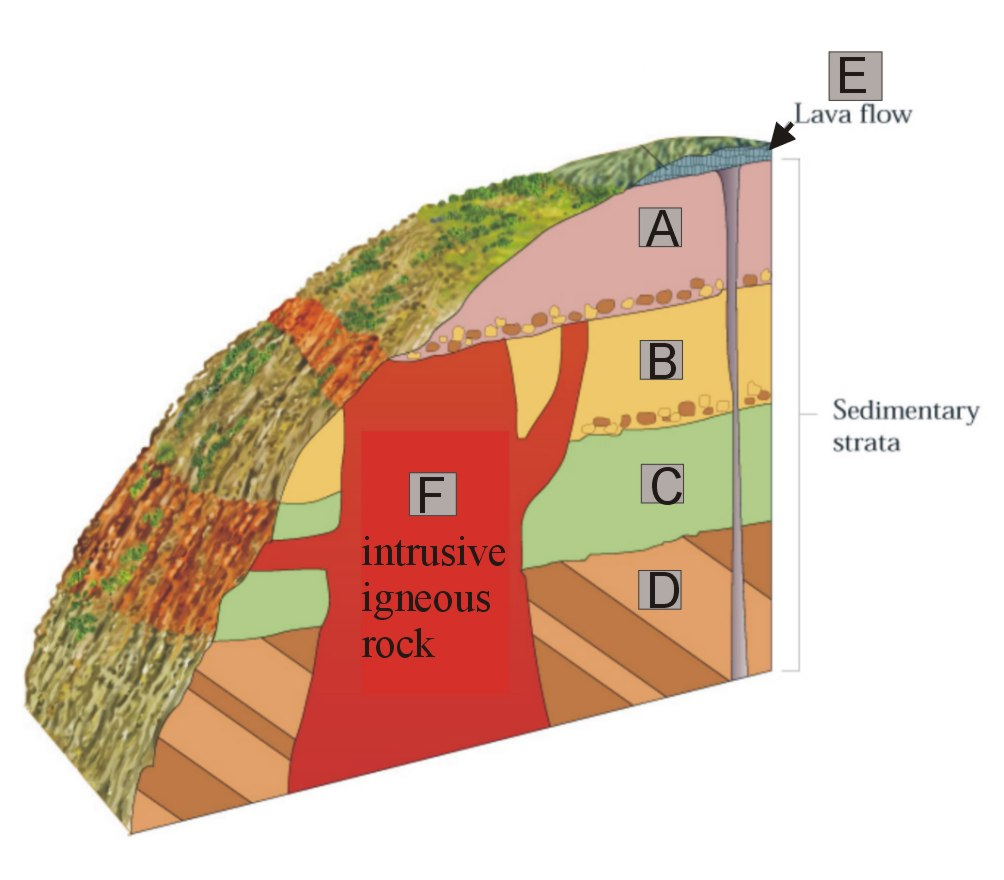 E
Lava flow
A
B
Sedimentary
strata
C
F
intrusive
igneous
rock
D